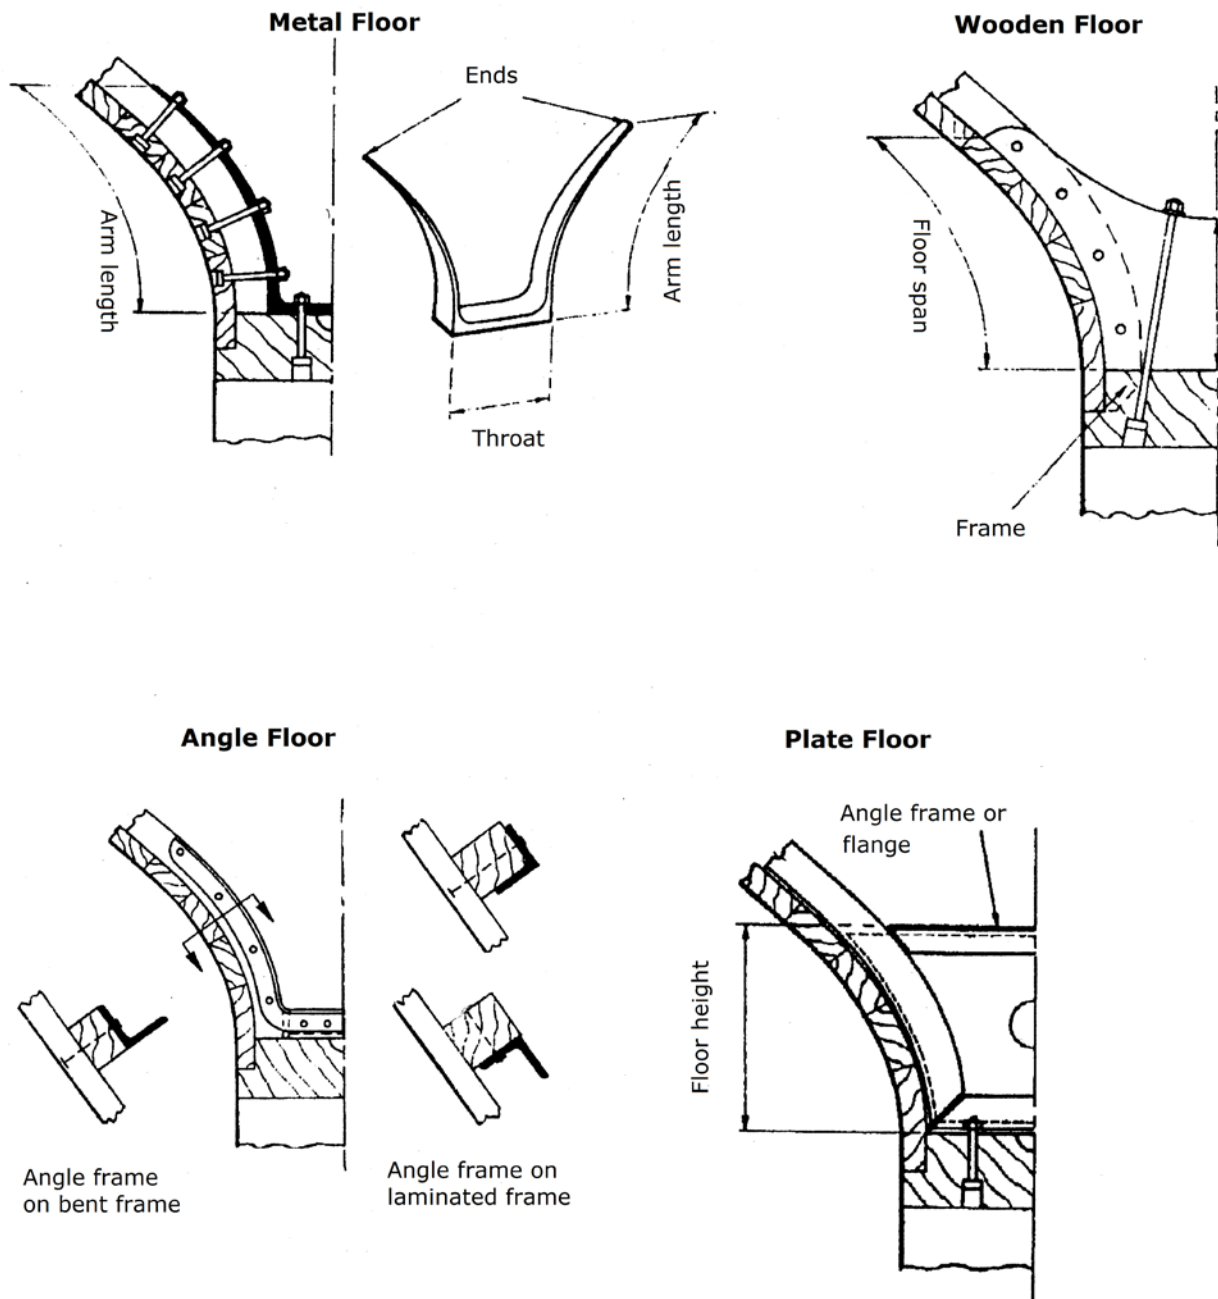 Metal Floor
Ends
Arm length
Arm length
Throat
Wooden Floor
Floor span
Frame
Angle Floor
Angle frame
on bent frame
Angle frame on
laminated frame
Plate Floor
Angle frame or
flange
Floor height